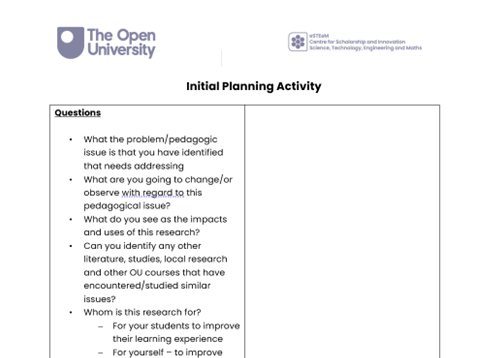 The Open
University
eSTEeM
Centre for Scholarship and Innovation
Science, Technology, Engineering and Maths
Initial Planning Activity
Questions
• What the problem/pedagogic
issue is that you have identified
that needs addressing
• What are you going to change/or
observe with regard to this
pedagogical issue?
• What do you see as the impacts
and uses of this research?
• Can you identify any other
literature, studies, local research
and other OU courses that have
encountered/studied similar
issues?
• Whom is this research for?
– For your students to improve
their learning experience
– For yourself – to improve